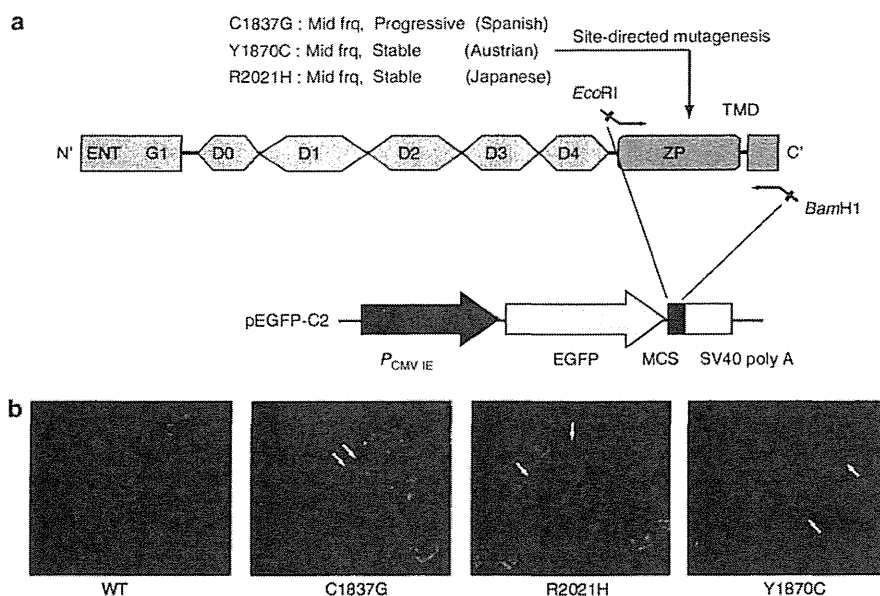 a
C1837G : Mid frq, Progressive (Spanish)
Y1870C : Mid frq, Stable (Austrian)
R2021H : Mid frq, Stable (Japanese)
Site-directed mutagenesis
EcoRI
TMD
N' ENT G1 D0 D1 D2 D3 D4 ZP C'
BamH1
pEGFP-C2
PCMV IE EGFP MCS SV40 poly A
b
WT C1837G R2021H Y1870C